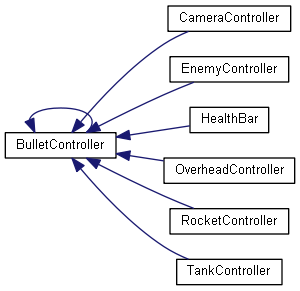 CameraController
EnemyController
HealthBar
BulletController
OverheadController
RocketController
TankController